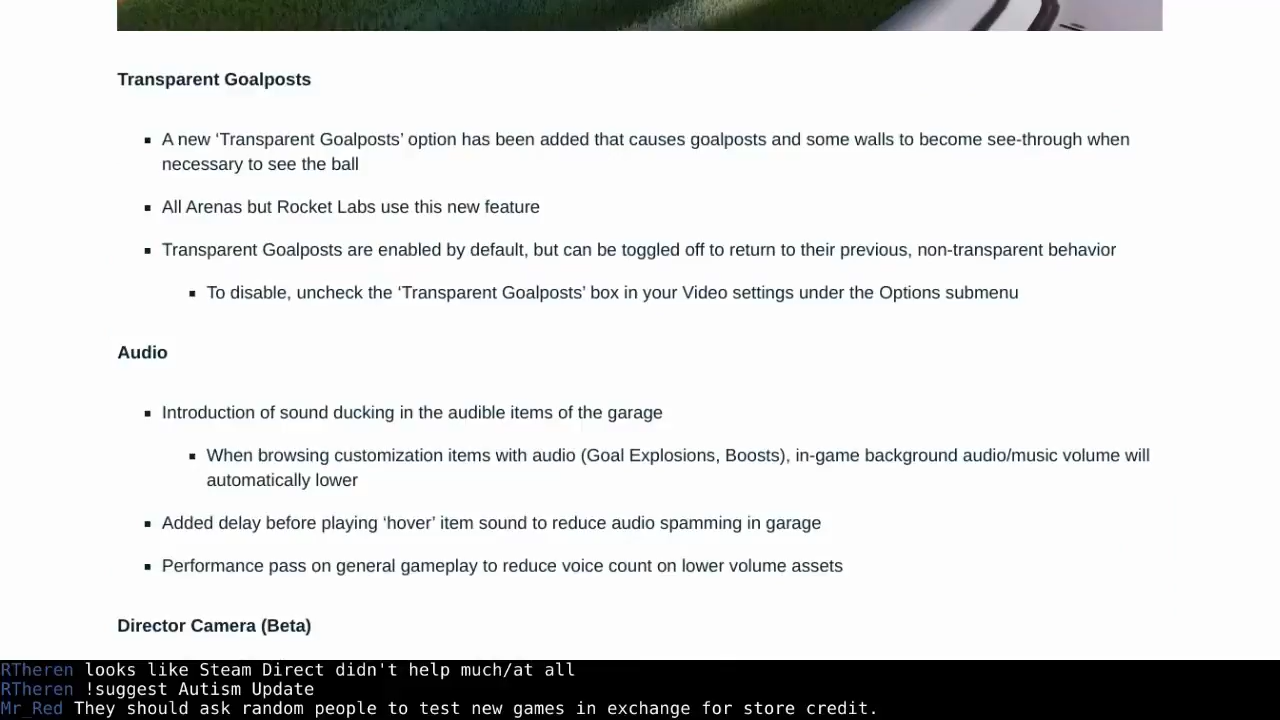 Transparent Goalposts
A new ‘Transparent Goalposts’ option has been added that causes goalposts and some walls to become see-through when
necessary to see the ball
All Arenas but Rocket Labs use this new feature
Transparent Goalposts are enabled by default, but can be toggled off to return to their previous, non-transparent behavior
To disable, uncheck the ‘Transparent Goalposts’ box in your Video settings under the Options submenu
Audio
Introduction of sound ducking in the audible items of the garage
When browsing customization items with audio (Goal Explosions, Boosts), in-game background audio/music volume will
automatically lower
Added delay before playing ‘hover’ item sound to reduce audio spamming in garage
Performance pass on general gameplay to reduce voice count on lower volume assets
Director Camera (Beta)
RTheren looks like Steam Direct didn't help much/at all
RTheren !suggest Autism Update
Mr_Red They should ask random people to test new games in exchange for store credit.